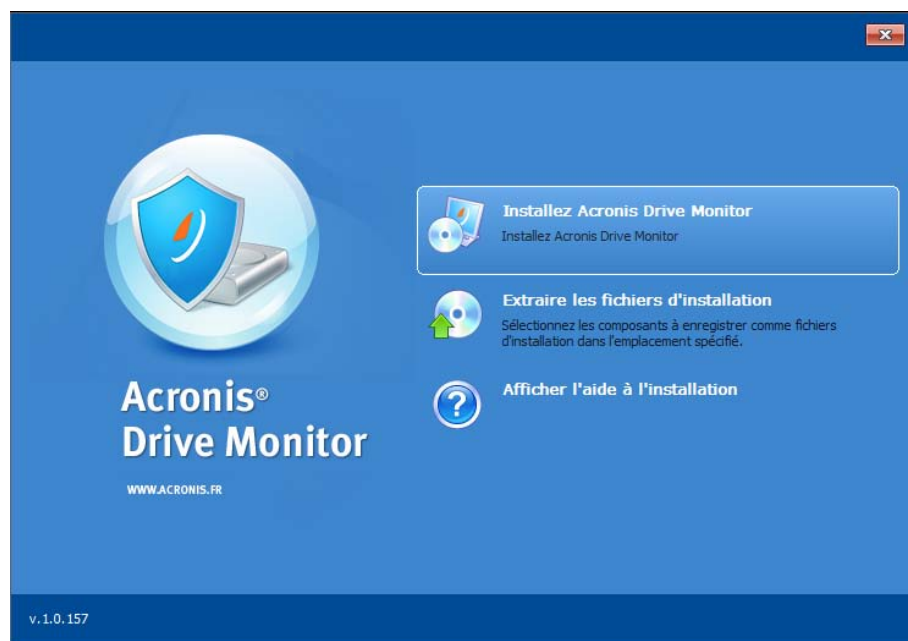 Installez Acronis Drive Monitor
Installez Acronis Drive Monitor
Extraire les fichiers d'installation
Sélectionnez les composants à enregistrer comme fichiers
d'installation dans l'emplacement spécifié.
Afficher l'aide à l'installation
Acronis®
Drive Monitor
WWW.ACRONIS.FR
v.1.0.157